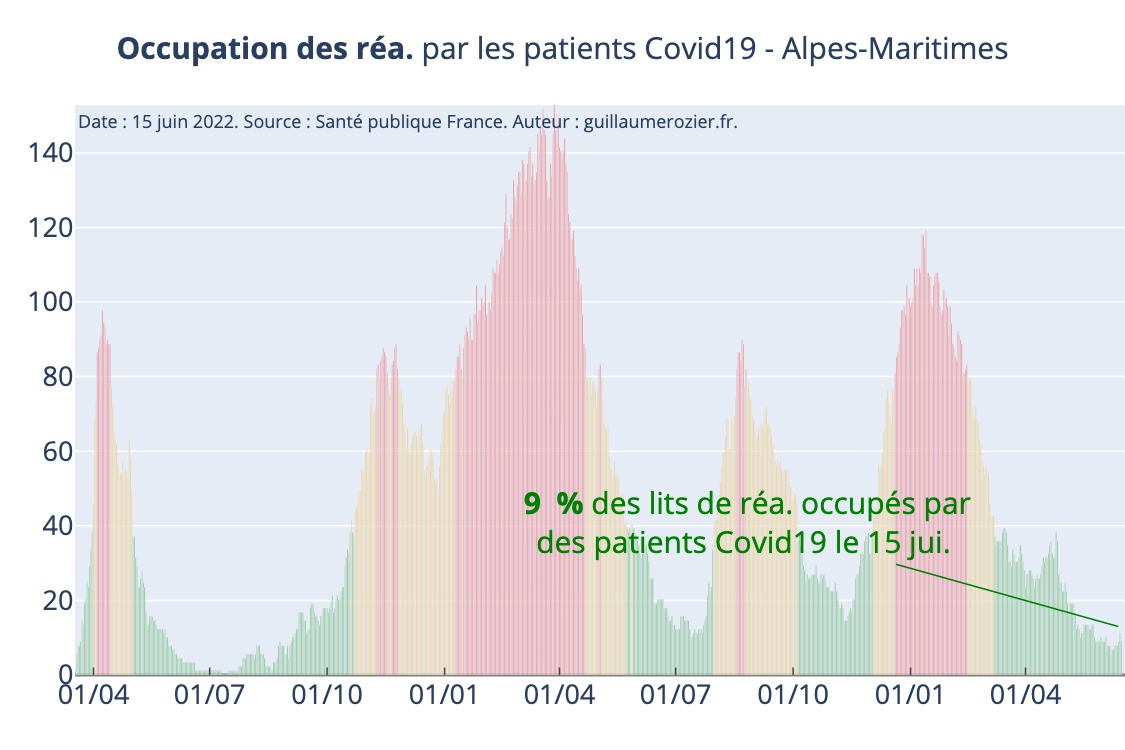 Occupation des réa. par les patients Covid19 - Alpes-Maritimes
Date : 15 juin 2022. Source : Santé publique France. Auteur : guillaumerozier.fr.
140
120
100
80
60
40
20
0
9 % des lits de réa. occupés par
des patients Covid19 le 15 jui.
01/04 01/07 01/10 01/01 01/04 01/07 01/10 01/01 01/04